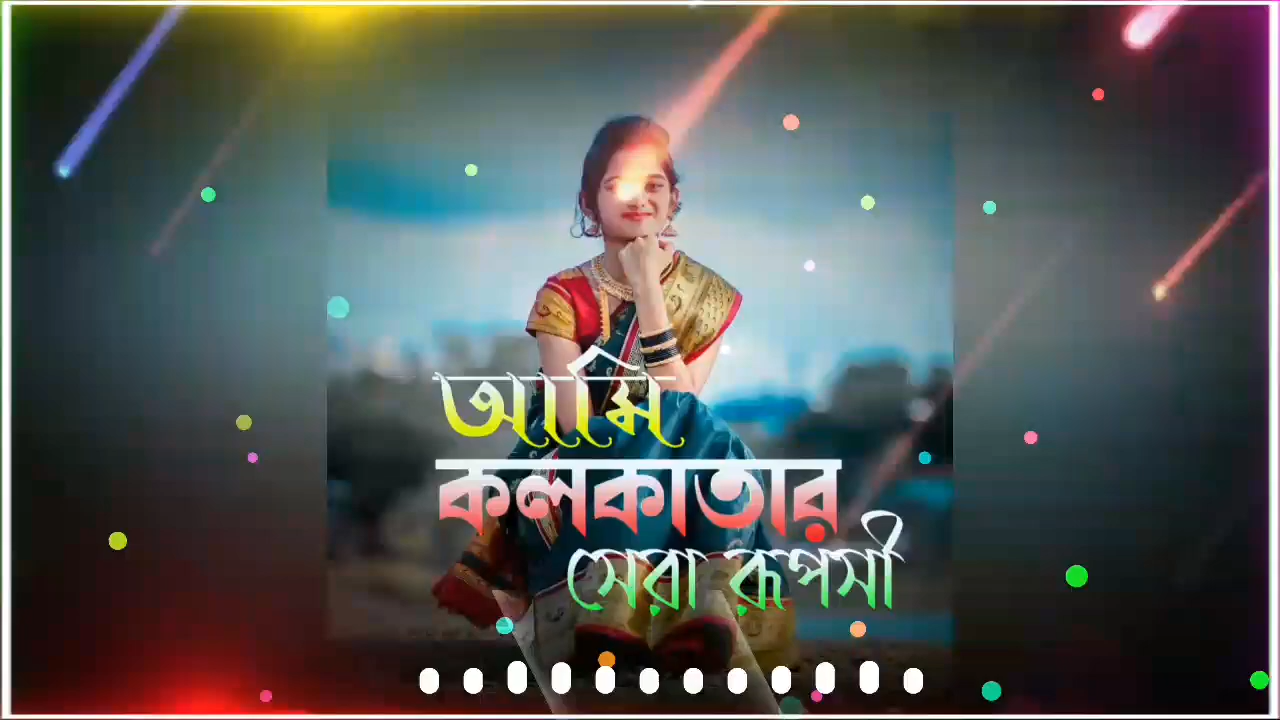 আমি
কলকাতার
সেরা রূপসী